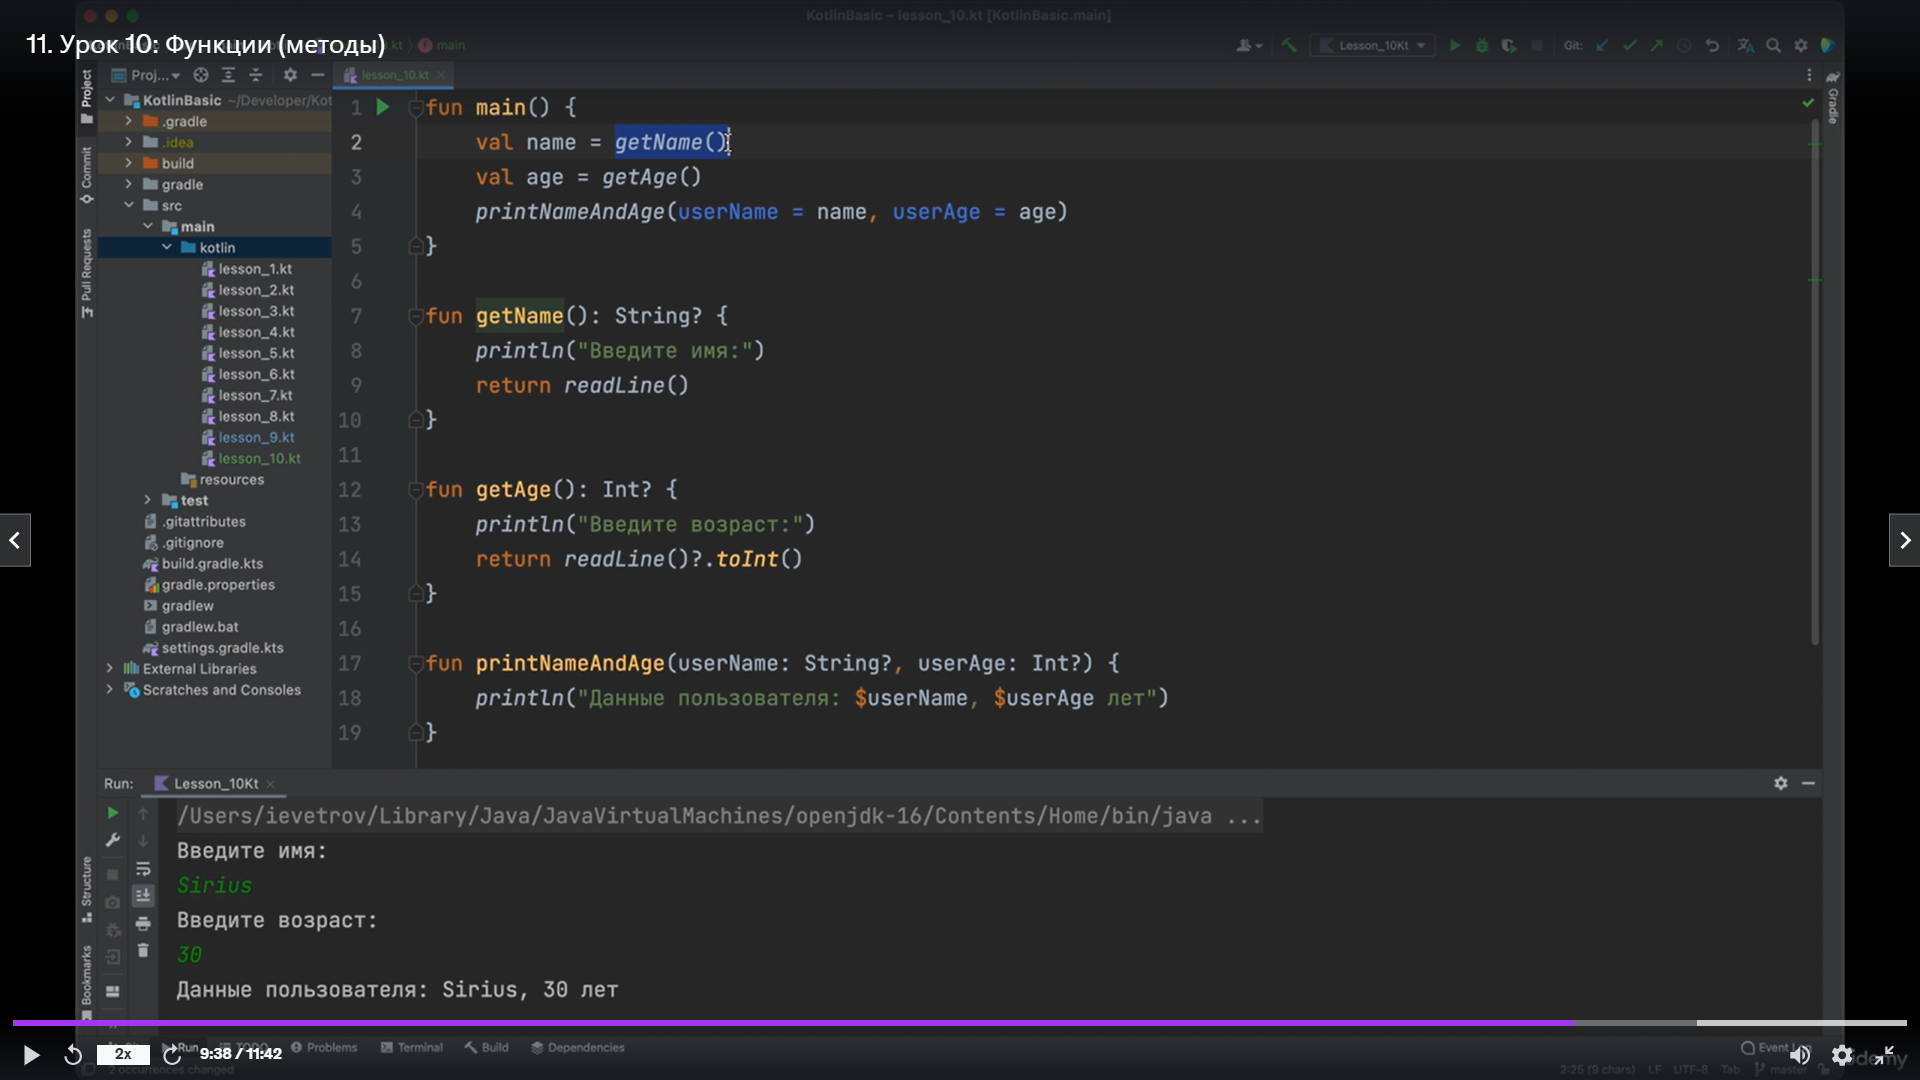 KotlinBasic – lesson_10.kt [KotlinBasic.main]
11. Урок 10: Функции (методы)
main
Lesson_10Kt
Git:
Project
Proj...
lesson_10.kt
Gradle
KotlinBasic ~/Developer/Kot
.gradle
.idea
build
gradle
src
main
kotlin
lesson_1.kt
lesson_2.kt
lesson_3.kt
lesson_4.kt
lesson_5.kt
lesson_6.kt
lesson_7.kt
lesson_8.kt
lesson_9.kt
lesson_10.kt
resources
test
.gitattributes
.gitignore
build.gradle.kts
gradle.properties
gradlew
gradlew.bat
settings.gradle.kts
External Libraries
Scratches and Consoles
Commit
Pull Requests
1 fun main() {
2 val name = getName()
3 val age = getAge()
4 printNameAndAge(userName = name, userAge = age)
5 }
6
7 fun getName(): String? {
8 println("Введите имя:")
9 return readLine()
10 }
11
12 fun getAge(): Int? {
13 println("Введите возраст:")
14 return readLine()?.toInt()
15 }
16
17 fun printNameAndAge(userName: String?, userAge: Int?) {
18 println("Данные пользователя: $userName, $userAge лет")
19 }
Run: Lesson_10Kt
/Users/ievetrov/Library/Java/JavaVirtualMachines/openjdk-16/Contents/Home/bin/java ...
Введите имя:
Sirius
Введите возраст:
30
Данные пользователя: Sirius, 30 лет
Structure
Bookmarks
Run TODO Problems Terminal Build Dependencies
2x 9:38 / 11:42
2 occurrences changed
2:25 (9 chars) LF UTF-8 Tab master